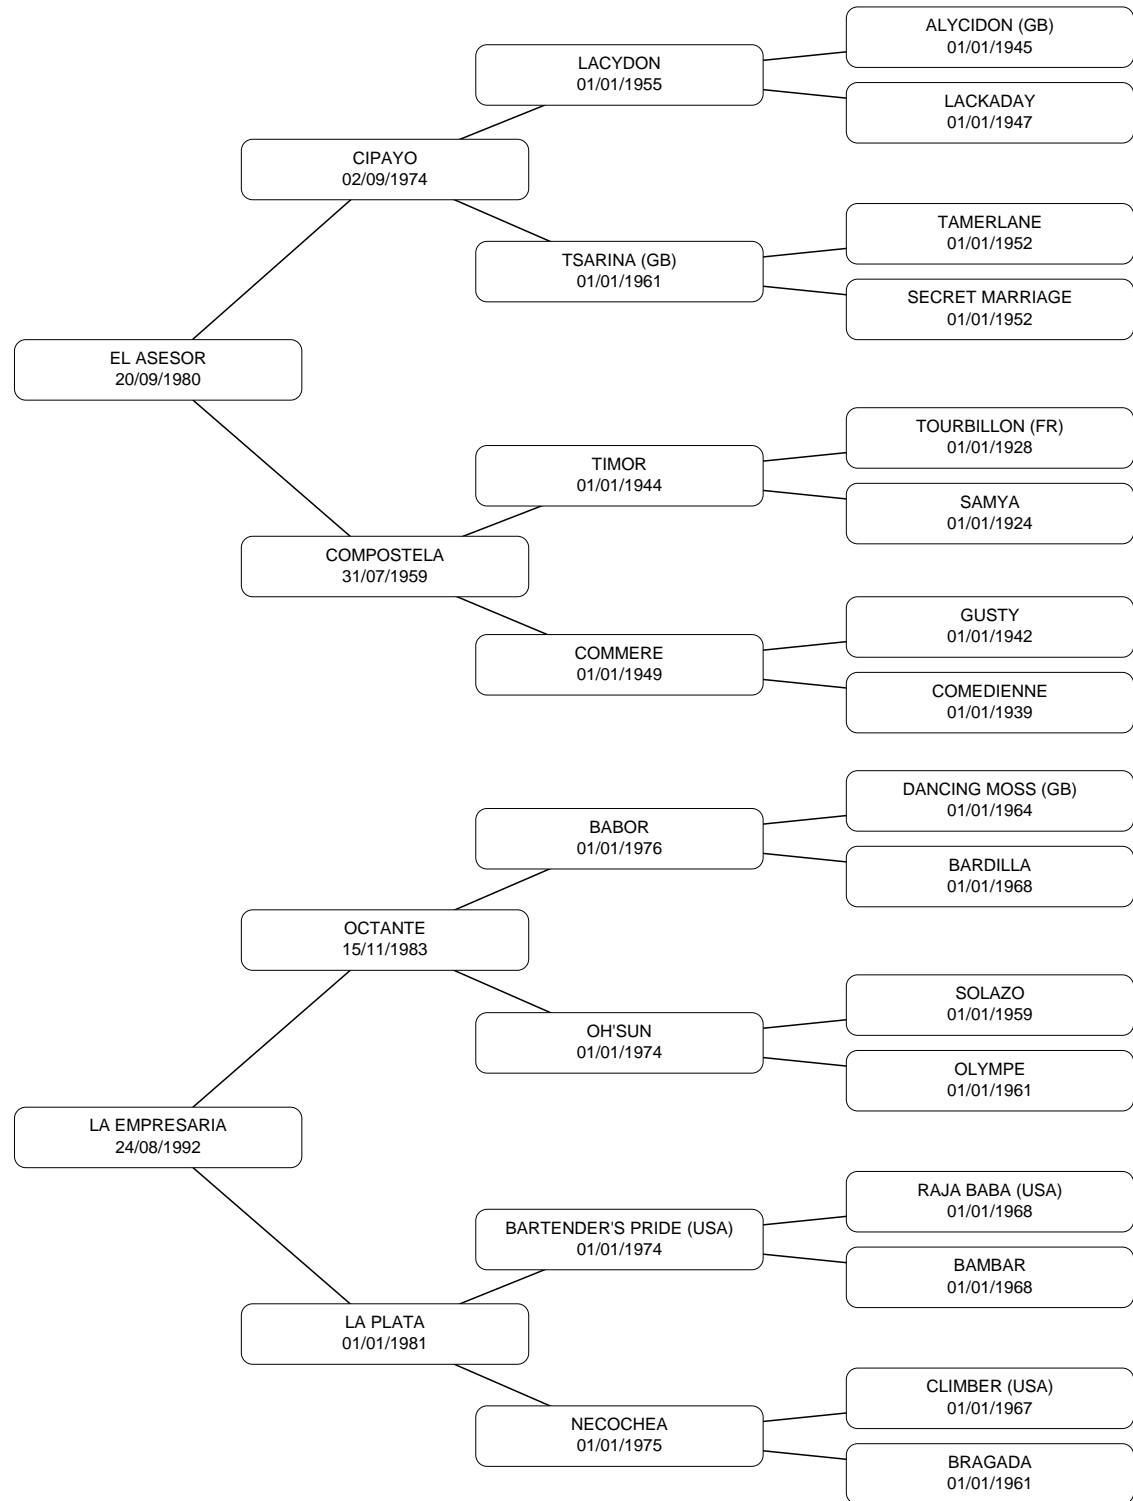 ALYCIDON (GB)
01/01/1945
LACYDON
01/01/1955
LACKADAY
01/01/1947
CIPAYO
02/09/1974
TAMERLANE
01/01/1952
TSARINA (GB)
01/01/1961
SECRET MARRIAGE
01/01/1952
EL ASESOR
20/09/1980
TOURBILLON (FR)
01/01/1928
TIMOR
01/01/1944
SAMYA
01/01/1924
COMPOSTELA
31/07/1959
GUSTY
01/01/1942
COMMERE
01/01/1949
COMEDIENNE
01/01/1939
DANCING MOSS (GB)
01/01/1964
BABOR
01/01/1976
BARDILLA
01/01/1968
OCTANTE
15/11/1983
SOLAZO
01/01/1959
OH'SUN
01/01/1974
OLYMPE
01/01/1961
LA EMPRESARIA
24/08/1992
RAJA BABA (USA)
01/01/1968
BARTENDER'S PRIDE (USA)
01/01/1974
BAMBAR
01/01/1968
LA PLATA
01/01/1981
CLIMBER (USA)
01/01/1967
NECOCHEA
01/01/1975
BRAGADA
01/01/1961